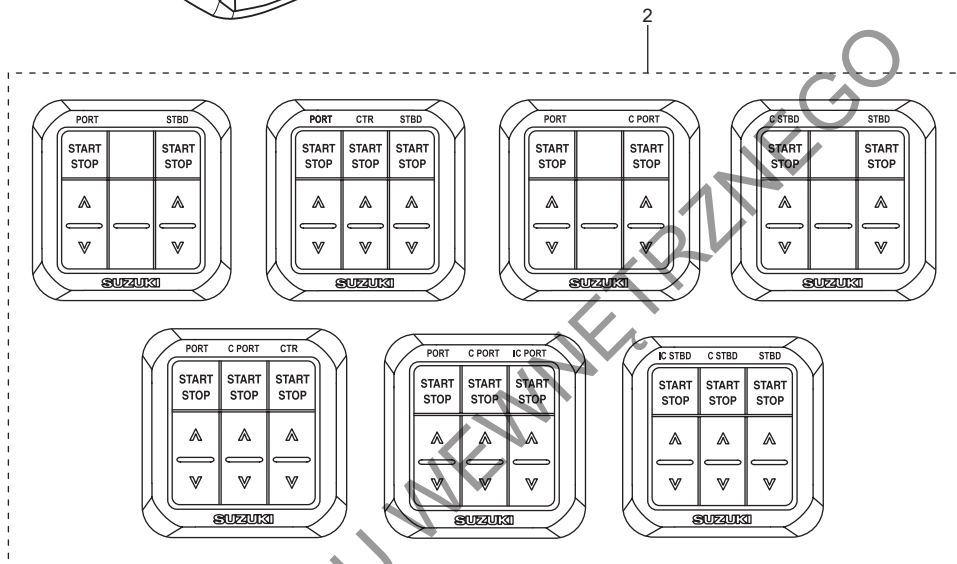 2
PORT STBD
START START
STOP STOP
SUZUKI
PORT CTR STBD
START START START
STOP STOP STOP
SUZUKI
PORT C PORT
START START
STOP STOP
SUZUKI
C STBD STBD
START START
STOP STOP
SUZUKI
PORT C PORT CTR
START START START
STOP STOP STOP
SUZUKI
PORT C PORT IC PORT
START START START
STOP STOP STOP
SUZUKI
IC STBD C STBD STBD
START START START
STOP STOP STOP
SUZUKI
U WEWNĘTRZNEGO